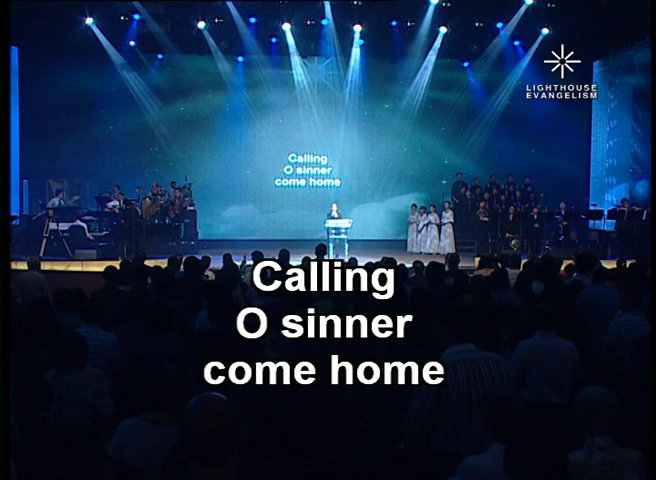 LIGHTHOUSE
EVANGELISM
Calling
O sinner
come home
Calling
O sinner
come home